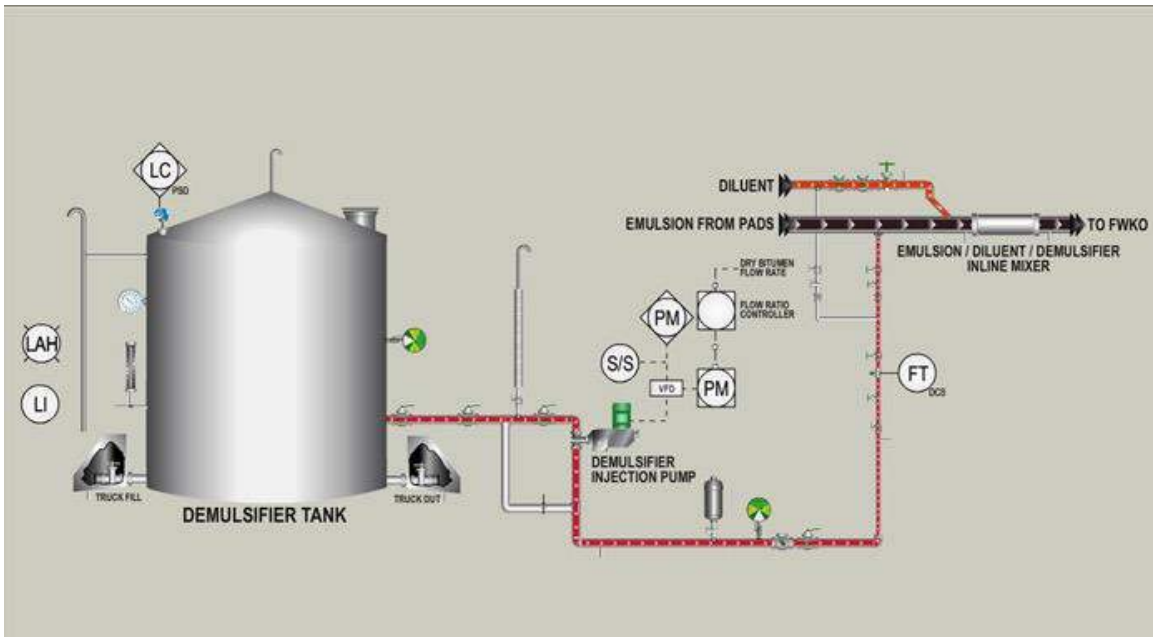 LC
PSD
DILUENT
EMULSION FROM PADS
TO FWKO
EMULSION / DILUENT / DEMULSIFIER
INLINE MIXER
DRY BITUMEN
FLOW RATE
FLOW RATIO
CONTROLLER
PM
LAH
S/S
VFD
PM
FT
DCS
LI
DEMULSIFIER
INJECTION PUMP
TRUCK FILL
TRUCK OUT
DEMULSIFIER TANK